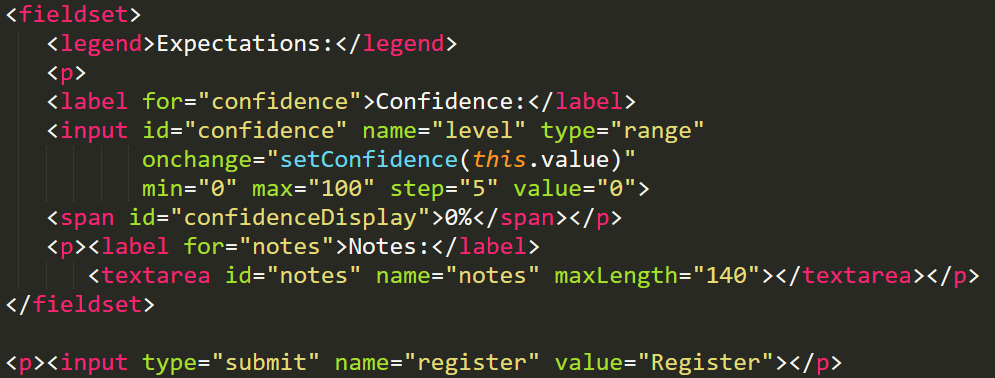 <fieldset>
   <legend>Expectations:</legend>
   <p>
   <label for="confidence">Confidence:</label>
   <input id="confidence" name="level" type="range"
          onchange="setConfidence(this.value)"
          min="0" max="100" step="5" value="0">
   <span id="confidenceDisplay">0%</span></p>
   <p><label for="notes">Notes:</label>
      <textarea id="notes" name="notes" maxLength="140"></textarea></p>
</fieldset>

<p><input type="submit" name="register" value="Register"></p>